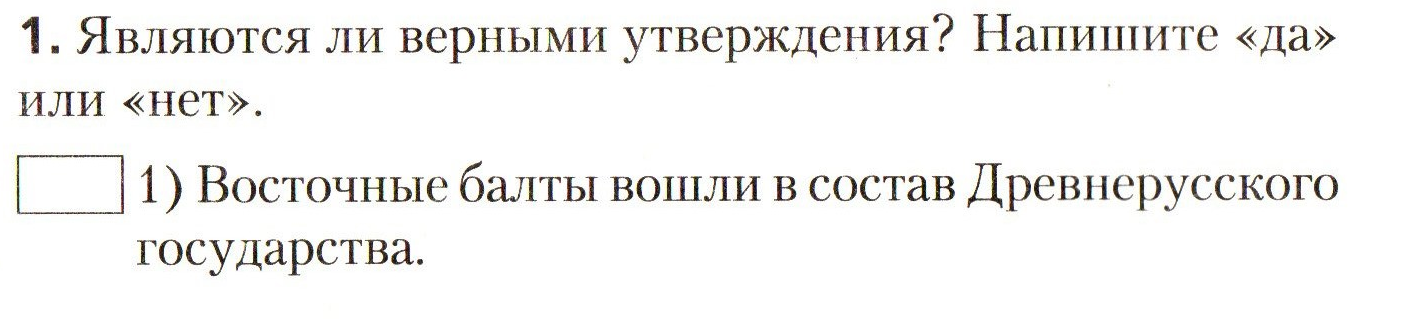 1. Являются ли верными утверждения? Напишите «да»
или «нет».
1) Восточные балты вошли в состав Древнерусского
государства.